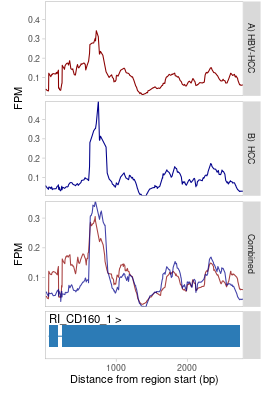 0.4
0.3
0.2
0.1
A) HBV-HCC
FPM
0.4
0.3
0.2
0.1
B) HCC
0.3
0.2
0.1
FPM
Combined
RI_CD160_1 >
1000
2000
Distance from region start (bp)